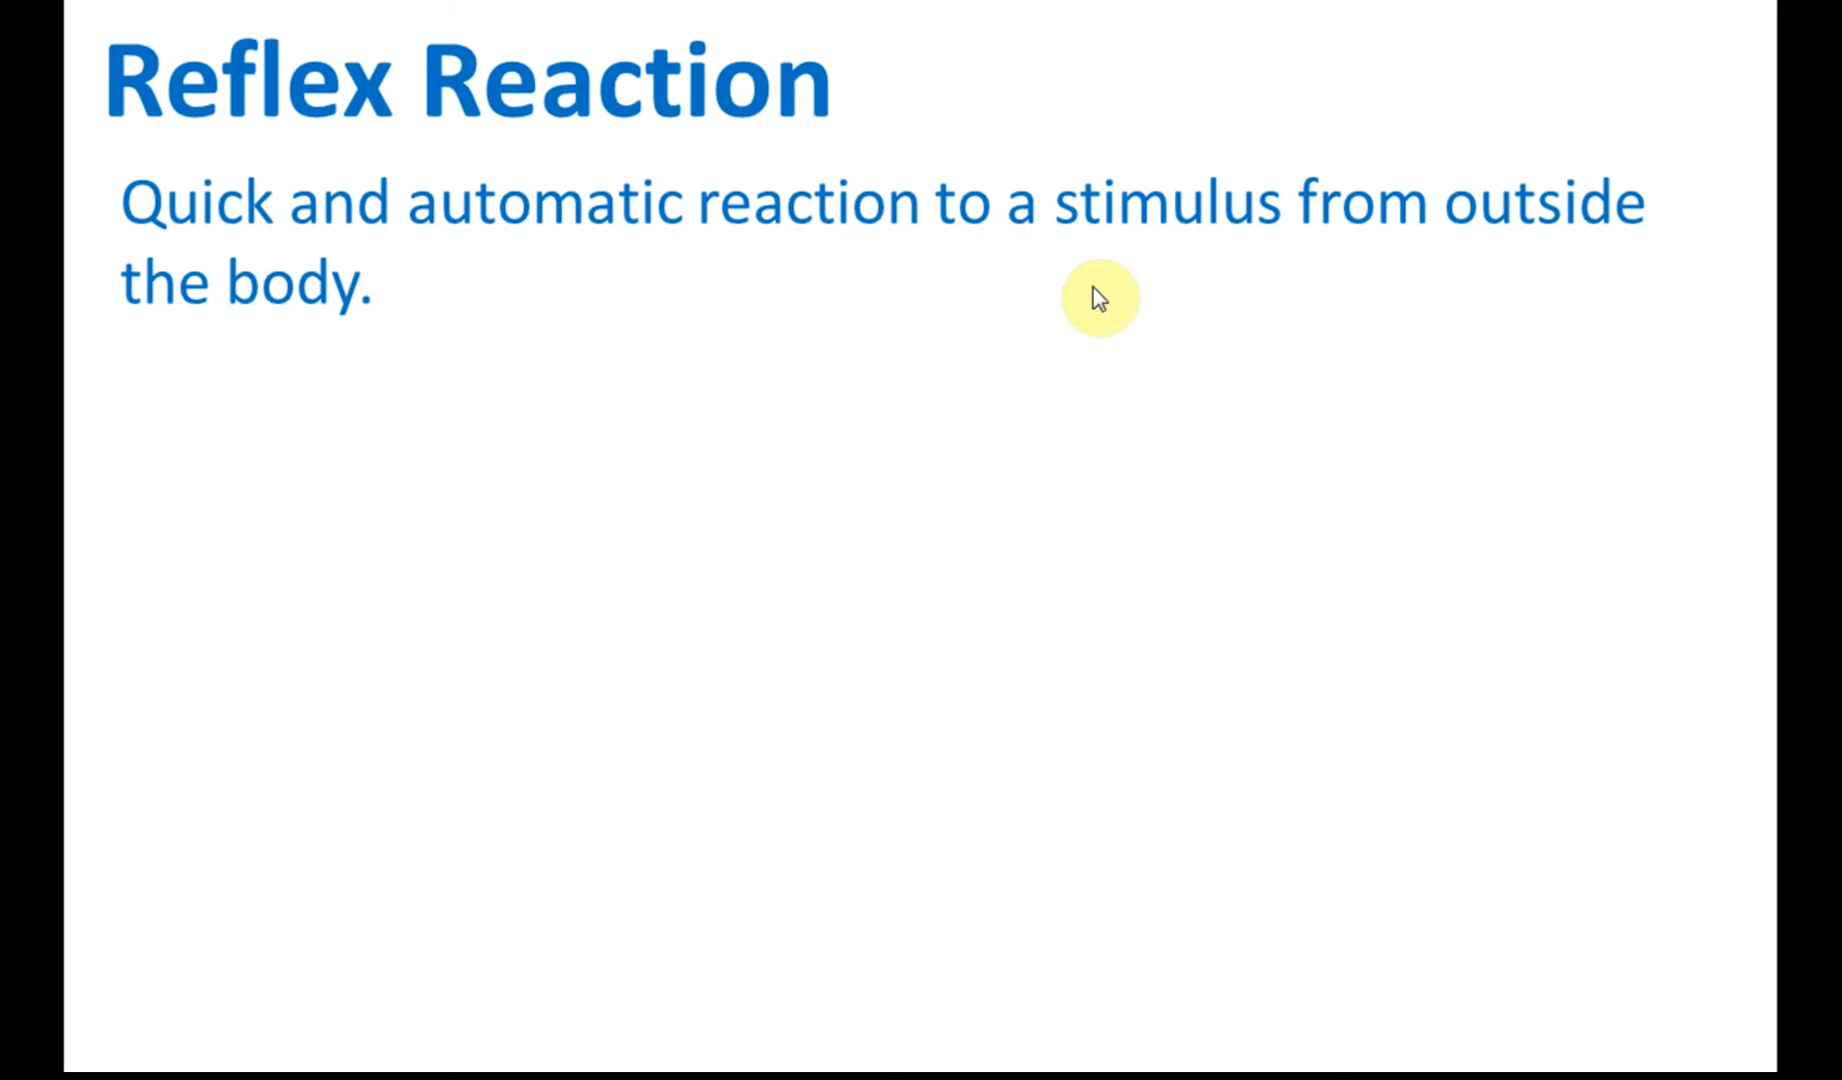 Reflex Reaction
Quick and automatic reaction to a stimulus from outside
the body.